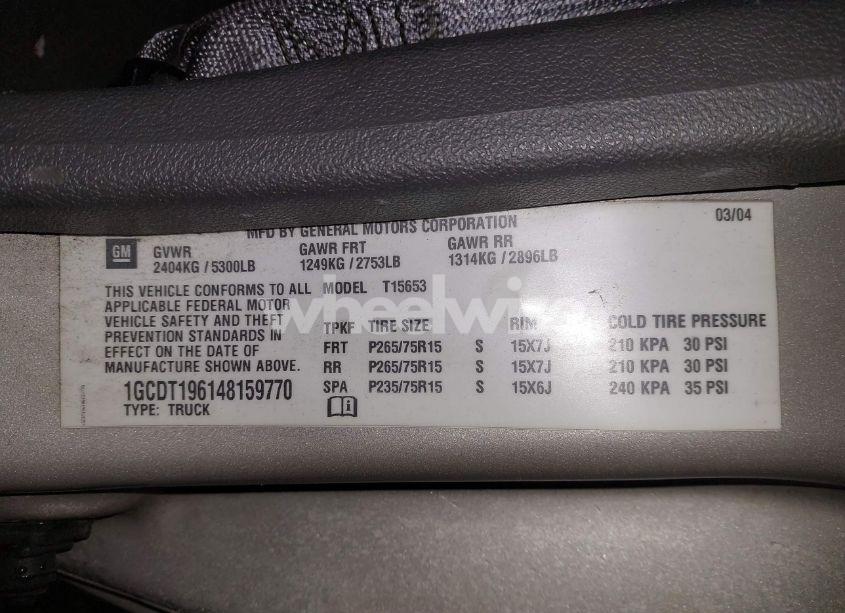 MFD BY GENERAL MOTORS CORPORATION
03/04
GM
GVWR GAWR FRT GAWR RR
2404KG / 5300LB 1249KG / 2753LB 1314KG / 2896LB
THIS VEHICLE CONFORMS TO ALL
APPLICABLE FEDERAL MOTOR
VEHICLE SAFETY AND THEFT
PREVENTION STANDARDS IN
EFFECT ON THE DATE OF
MANUFACTURE SHOWN ABOVE.
1GCDT196148159770
TYPE: TRUCK
MODEL T15653
TPKF TIRE SIZE RIM COLD TIRE PRESSURE
FRT P265/75R15 S 15X7J 210 KPA 30 PSI
RR P265/75R15 S 15X7J 210 KPA 30 PSI
SPA P235/75R15 S 15X6J 240 KPA 35 PSI